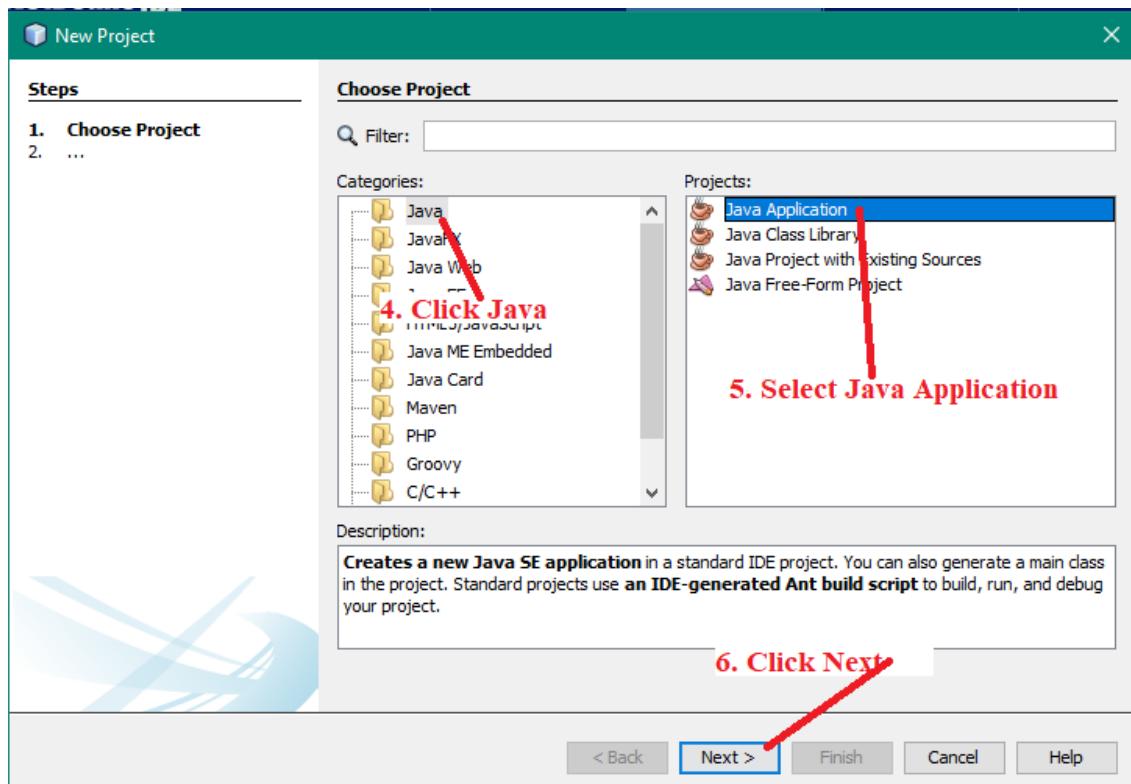 New Project
Steps
1. Choose Project
2. ...
Choose Project
Filter:
Categories:
Java
JavaFX
Java Web
4. Click Java
HTML5/JavaScript
Java ME Embedded
Java Card
Maven
PHP
Groovy
C/C++
Projects:
Java Application
Java Class Library
Java Project with Existing Sources
Java Free-Form Project
5. Select Java Application
Description:
Creates a new Java SE application in a standard IDE project. You can also generate a main class
in the project. Standard projects use an IDE-generated Ant build script to build, run, and debug
your project.
6. Click Next
< Back
Next >
Finish
Cancel
Help